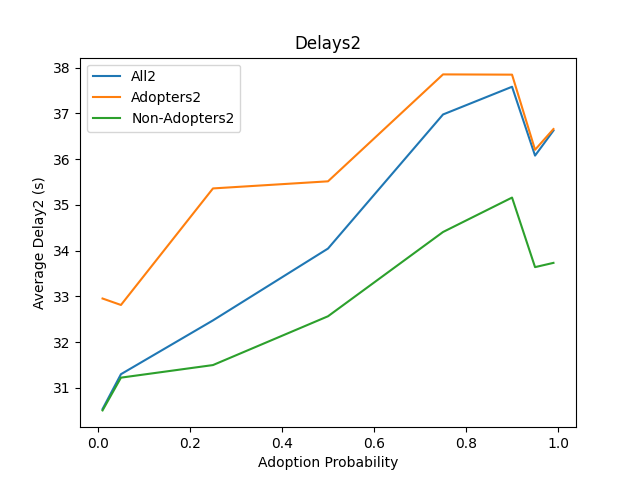 Delays2
All2
Adopters2
Non-Adopters2
Average Delay2 (s)
38
37
36
35
34
33
32
31
0.0 0.2 0.4 0.6 0.8 1.0
Adoption Probability